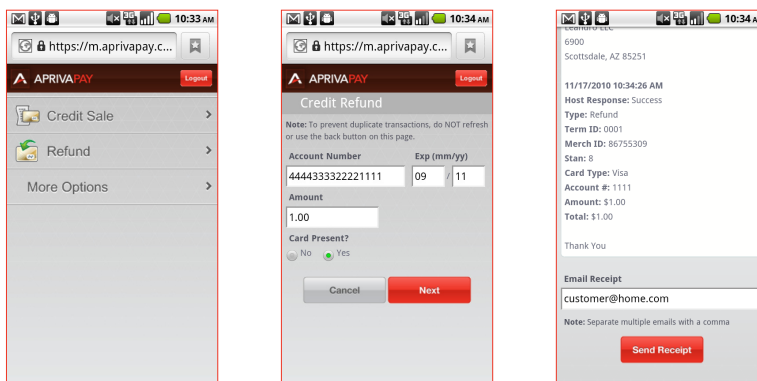 10:33 AM
https://m.aprivapay.c...
APRIVAPAY
Logout
Credit Sale
Refund
More Options
10:34 AM
https://m.aprivapay.c...
APRIVAPAY
Logout
Credit Refund
Note: To prevent duplicate transactions, do NOT refresh
or use the back button on this page.
Account Number Exp (mm/yy)
4444333322221111 09 / 11
Amount
1.00
Card Present?
No Yes
Cancel Next
10:34 A
Leandro LLC
6900
Scottsdale, AZ 85251
11/17/2010 10:34:26 AM
Host Response: Success
Type: Refund
Term ID: 0001
Merch ID: 86755309
Stan: 8
Card Type: Visa
Account #: 1111
Amount: $1.00
Total: $1.00
Thank You
Email Receipt
customer@home.com
Note: Separate multiple emails with a comma
Send Receipt